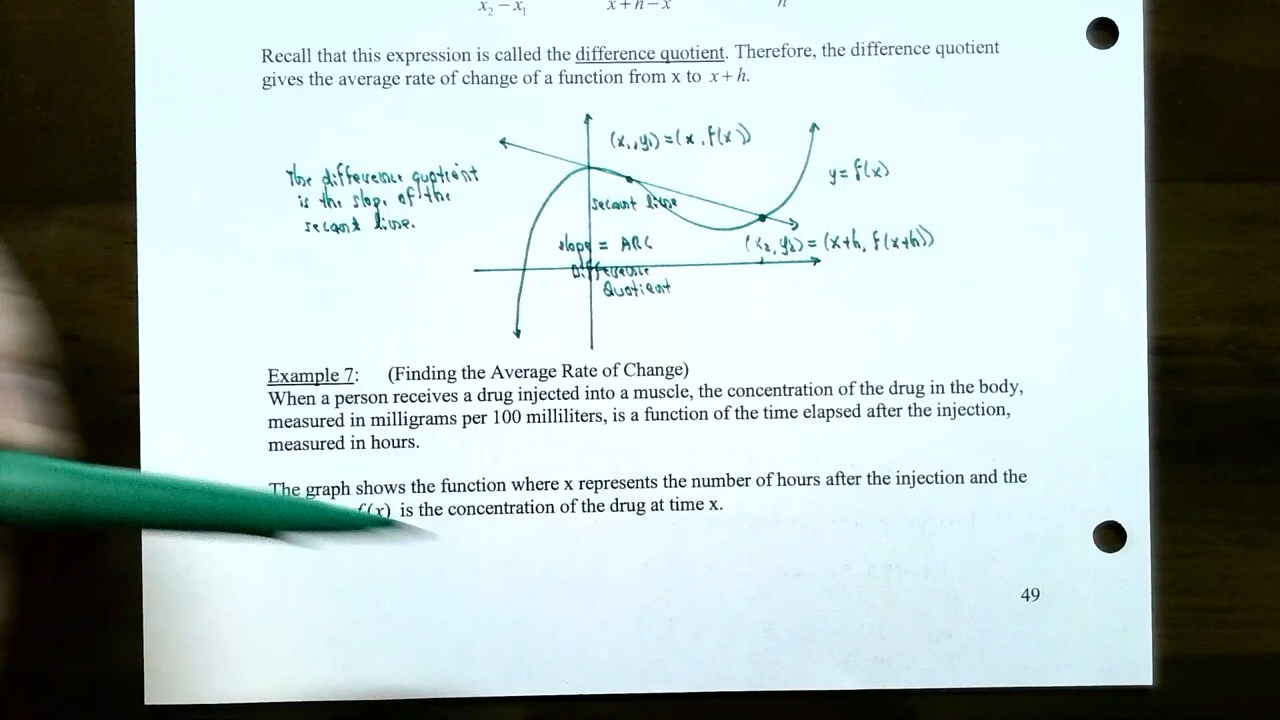 x₂ − x₁ x + h − x h
Recall that this expression is called the difference quotient. Therefore, the difference quotient
gives the average rate of change of a function from x to x + h.
(x₁, y₁) = (x, f(x))
y = f(x)
The difference quotient
is the slope of the
secant line.
secant line
slope = ARC
(x₂, y₂) = (x+h, f(x+h))
Difference
Quotient
Example 7: (Finding the Average Rate of Change)
When a person receives a drug injected into a muscle, the concentration of the drug in the body,
measured in milligrams per 100 milliliters, is a function of the time elapsed after the injection,
measured in hours.
The graph shows the function where x represents the number of hours after the injection and the
f(x) is the concentration of the drug at time x.
49